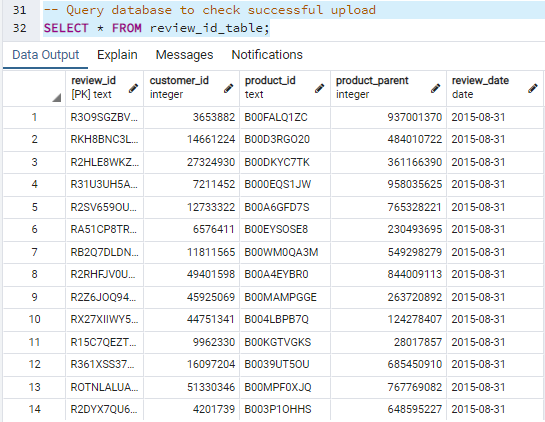 31 -- Query database to check successful upload
32 SELECT * FROM review_id_table;
Data Output Explain Messages Notifications
review_id customer_id product_id product_parent review_date
[PK] text integer text integer date
1 R3O9SGZBV... 3653882 B00FALQ1ZC 937001370 2015-08-31
2 RKH8BNC3L... 14661224 B00D3RGO20 484010722 2015-08-31
3 R2HLE8WKZ... 27324930 B00DKYC7TK 361166390 2015-08-31
4 R31U3UH5A... 7211452 B000EQS1JW 958035625 2015-08-31
5 R2SV659OU... 12733322 B00A6GFD7S 765328221 2015-08-31
6 RA51CP8TR... 6576411 B00EYSOSE8 230493695 2015-08-31
7 RB2Q7DLDN... 11811565 B00WM0QA3M 549298279 2015-08-31
8 R2RHFJV0U... 49401598 B00A4EYBR0 844009113 2015-08-31
9 R2Z6JOQ94... 45925069 B00MAMPGGE 263720892 2015-08-31
10 RX27XIIWY5... 44751341 B004LBPB7Q 124278407 2015-08-31
11 R15C7QEZT... 9962330 B00KGTVGKS 28017857 2015-08-31
12 R361XSS37... 16097204 B0039UT5OU 685450910 2015-08-31
13 ROTNLALUA... 51330346 B00MPF0XJQ 767769082 2015-08-31
14 R2DYX7QU6... 4201739 B003P1OHHS 648595227 2015-08-31